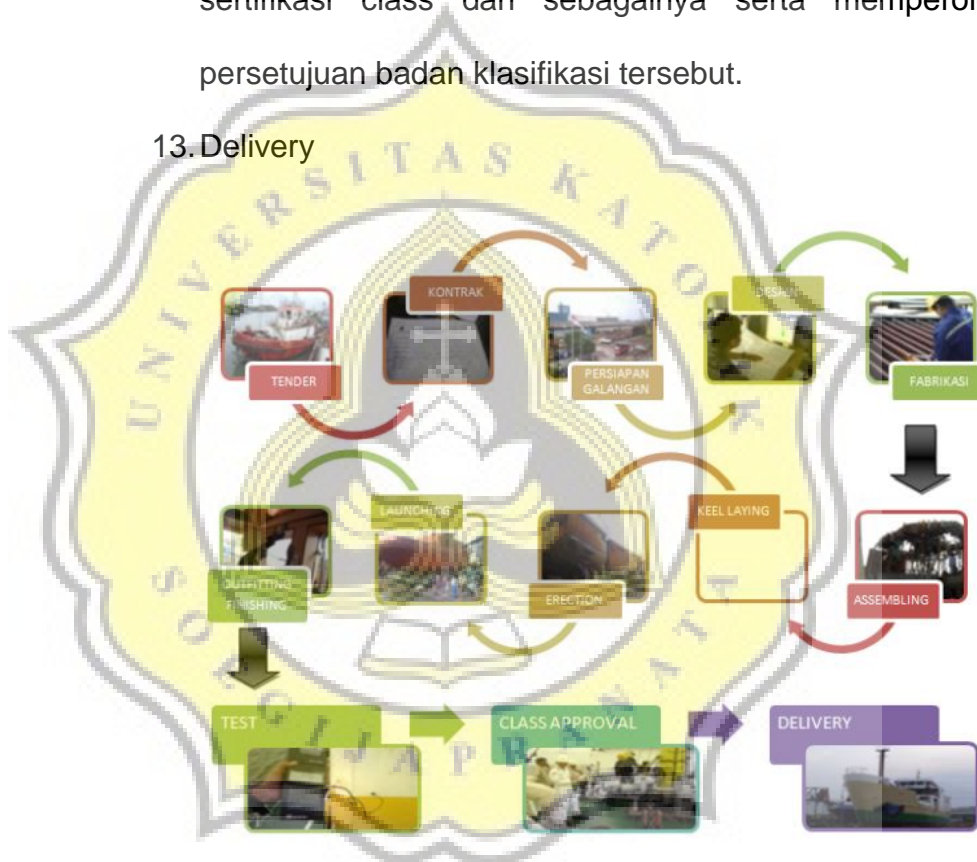 sertifikasi class dan sebagainya serta
persetujuan badan klasifikasi tersebut.
13. Delivery
UNIVERSITAS KATOLIK
KONTRAK
DESAIN
TENDER
PERSIAPAN
GALANGAN
FABRIKASI
LAUNCHING
KEEL LAYING
OUTFITTING
FINISHING
ERECTION
ASSEMBLING
TEST
CLASS APPROVAL
DELIVERY
SOEGIJAPRANATA